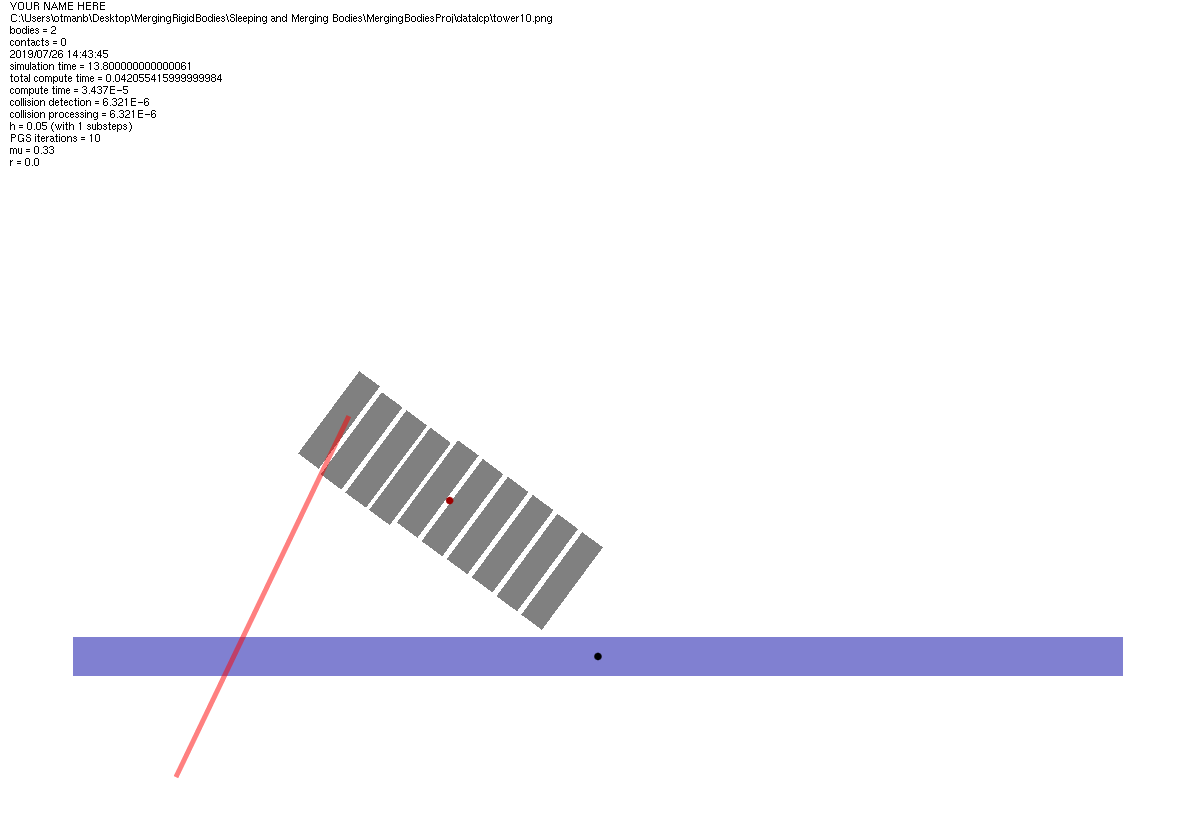 YOUR NAME HERE
C:\Users\otmanb\Desktop\MergingRigidBodies\Sleeping and Merging Bodies\MergingBodiesProj\datalcp\tower10.png
bodies = 2
contacts = 0
2019/07/26 14:43:45
simulation time = 13.800000000000061
total compute time = 0.042055415999999984
compute time = 3.437E-5
collision detection = 6.321E-6
collision processing = 6.321E-6
h = 0.05 (with 1 substeps)
PGS iterations = 10
mu = 0.33
r = 0.0